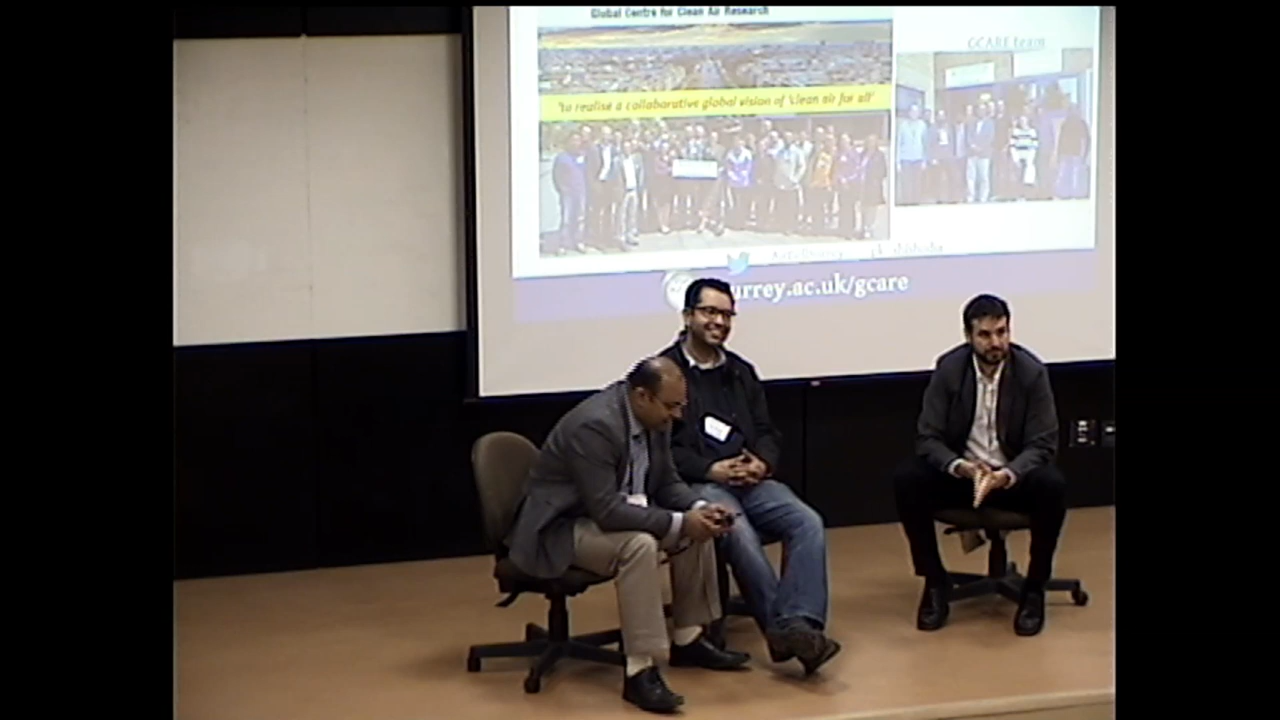 Global Centre for Clean Air Research
GCARE team
'to realise a collaborative global vision of 'clean air for all'
urrey.ac.uk/gcare